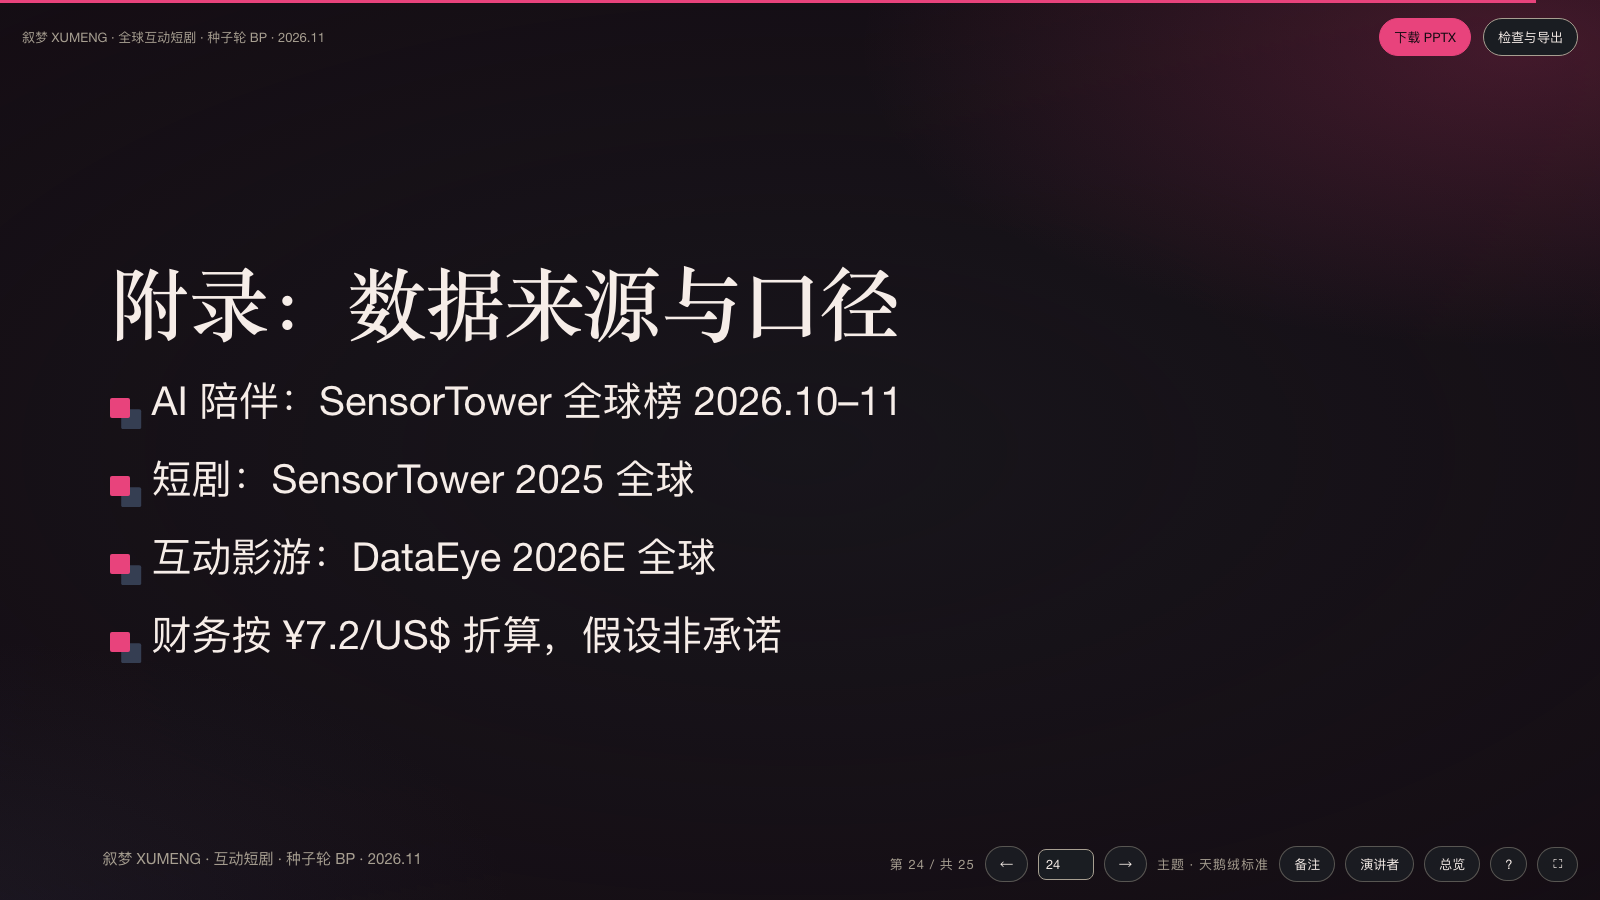 叙梦 XUMENG · 全球互动短剧 · 种子轮 BP · 2026.11
下载 PPTX
检查与导出
附录：数据来源与口径
AI 陪伴：SensorTower 全球榜 2026.10–11
短剧：SensorTower 2025 全球
互动影游：DataEye 2026E 全球
财务按 ¥7.2/US$ 折算，假设非承诺
叙梦 XUMENG · 互动短剧 · 种子轮 BP · 2026.11
第 24 / 共 25
←
24
→
主题 · 天鹅绒标准
备注
演讲者
总览
?